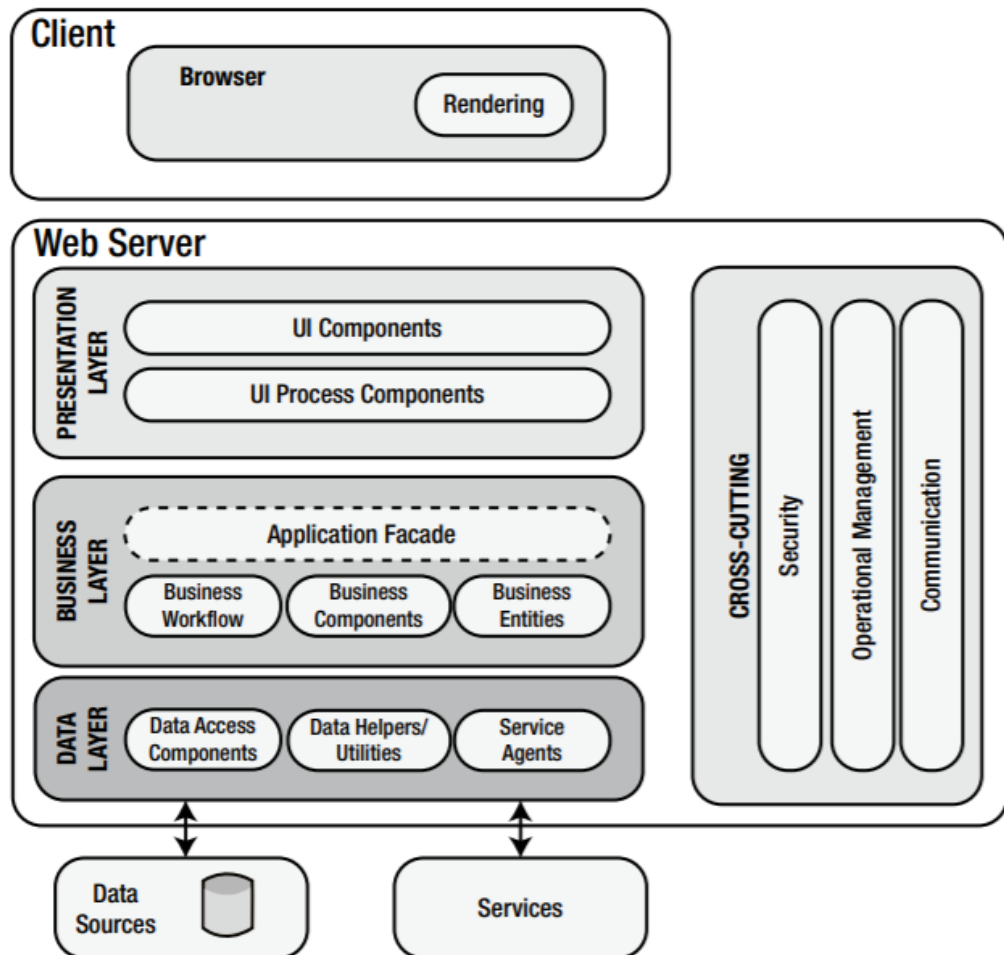 Client
Browser
Rendering
Web Server
PRESENTATION
LAYER
UI Components
UI Process Components
BUSINESS
LAYER
Application Facade
Business
Workflow
Business
Components
Business
Entities
DATA
LAYER
Data Access
Components
Data Helpers/
Utilities
Service
Agents
CROSS-CUTTING
Security
Operational Management
Communication
Data
Sources
Services